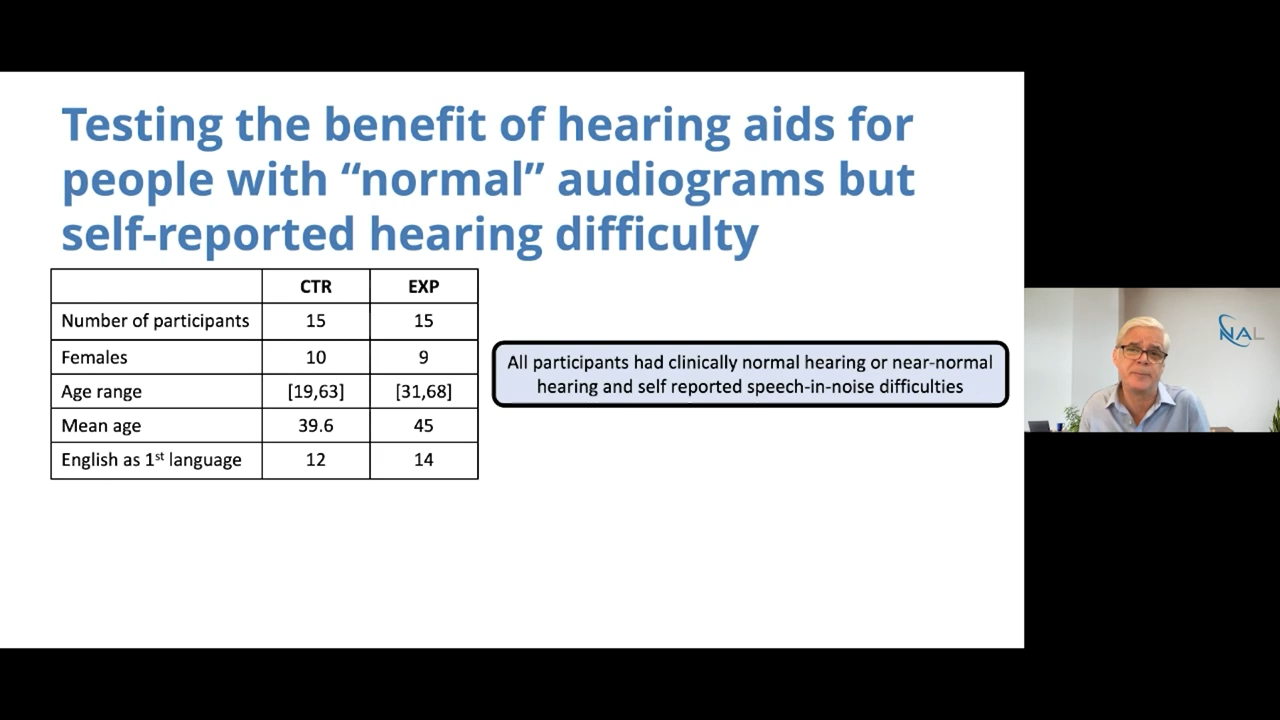 Testing the benefit of hearing aids for
people with “normal” audiograms but
self-reported hearing difficulty
CTR EXP
Number of participants 15 15
Females 10 9
Age range [19,63] [31,68]
Mean age 39.6 45
English as 1st language 12 14
All participants had clinically normal hearing or near-normal
hearing and self reported speech-in-noise difficulties
NAL